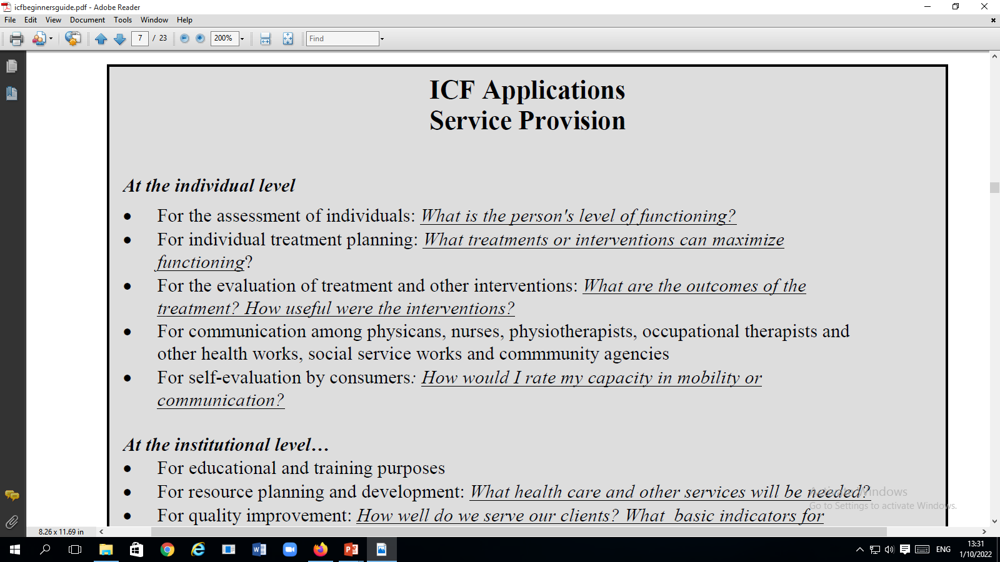 icfbeginnersguide.pdf - Adobe Reader
File Edit View Document Tools Window Help
7 / 23 200% Find
ICF Applications
Service Provision
At the individual level
• For the assessment of individuals: What is the person's level of functioning?
• For individual treatment planning: What treatments or interventions can maximize
functioning?
• For the evaluation of treatment and other interventions: What are the outcomes of the
treatment? How useful were the interventions?
• For communication among physicans, nurses, physiotherapists, occupational therapists and
other health works, social service works and commmunity agencies
• For self-evaluation by consumers: How would I rate my capacity in mobility or
communication?
At the institutional level…
• For educational and training purposes
• For resource planning and development: What health care and other services will be needed?
• For quality improvement: How well do we serve our clients? What basic indicators for
Activate Windows
Go to Settings to activate Windows.
8.26 x 11.69 in
ENG
13:31
1/10/2022